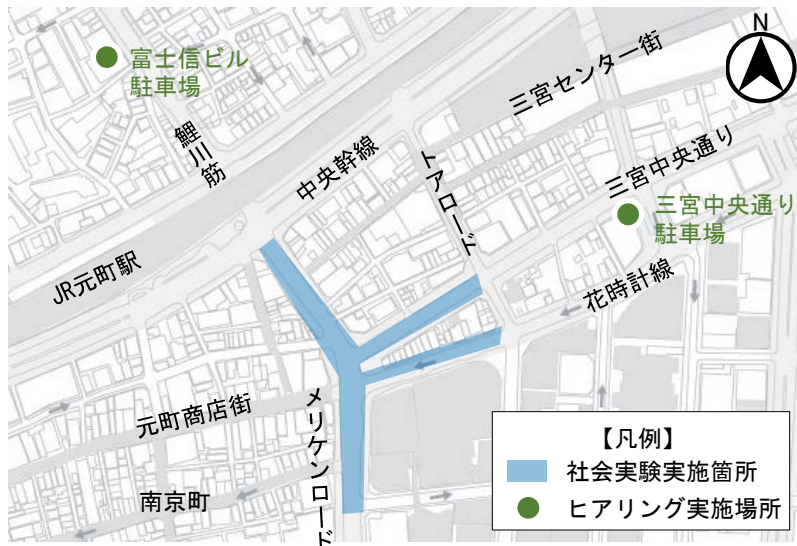 N
富士信ビル
駐車場
三宮センター街
鯉川筋
中央幹線
トアロード
三宮中央通り
三宮中央通り
駐車場
JR元町駅
花時計線
元町商店街
メリケンロード
南京町
【凡例】
社会実験実施箇所
ヒアリング実施場所